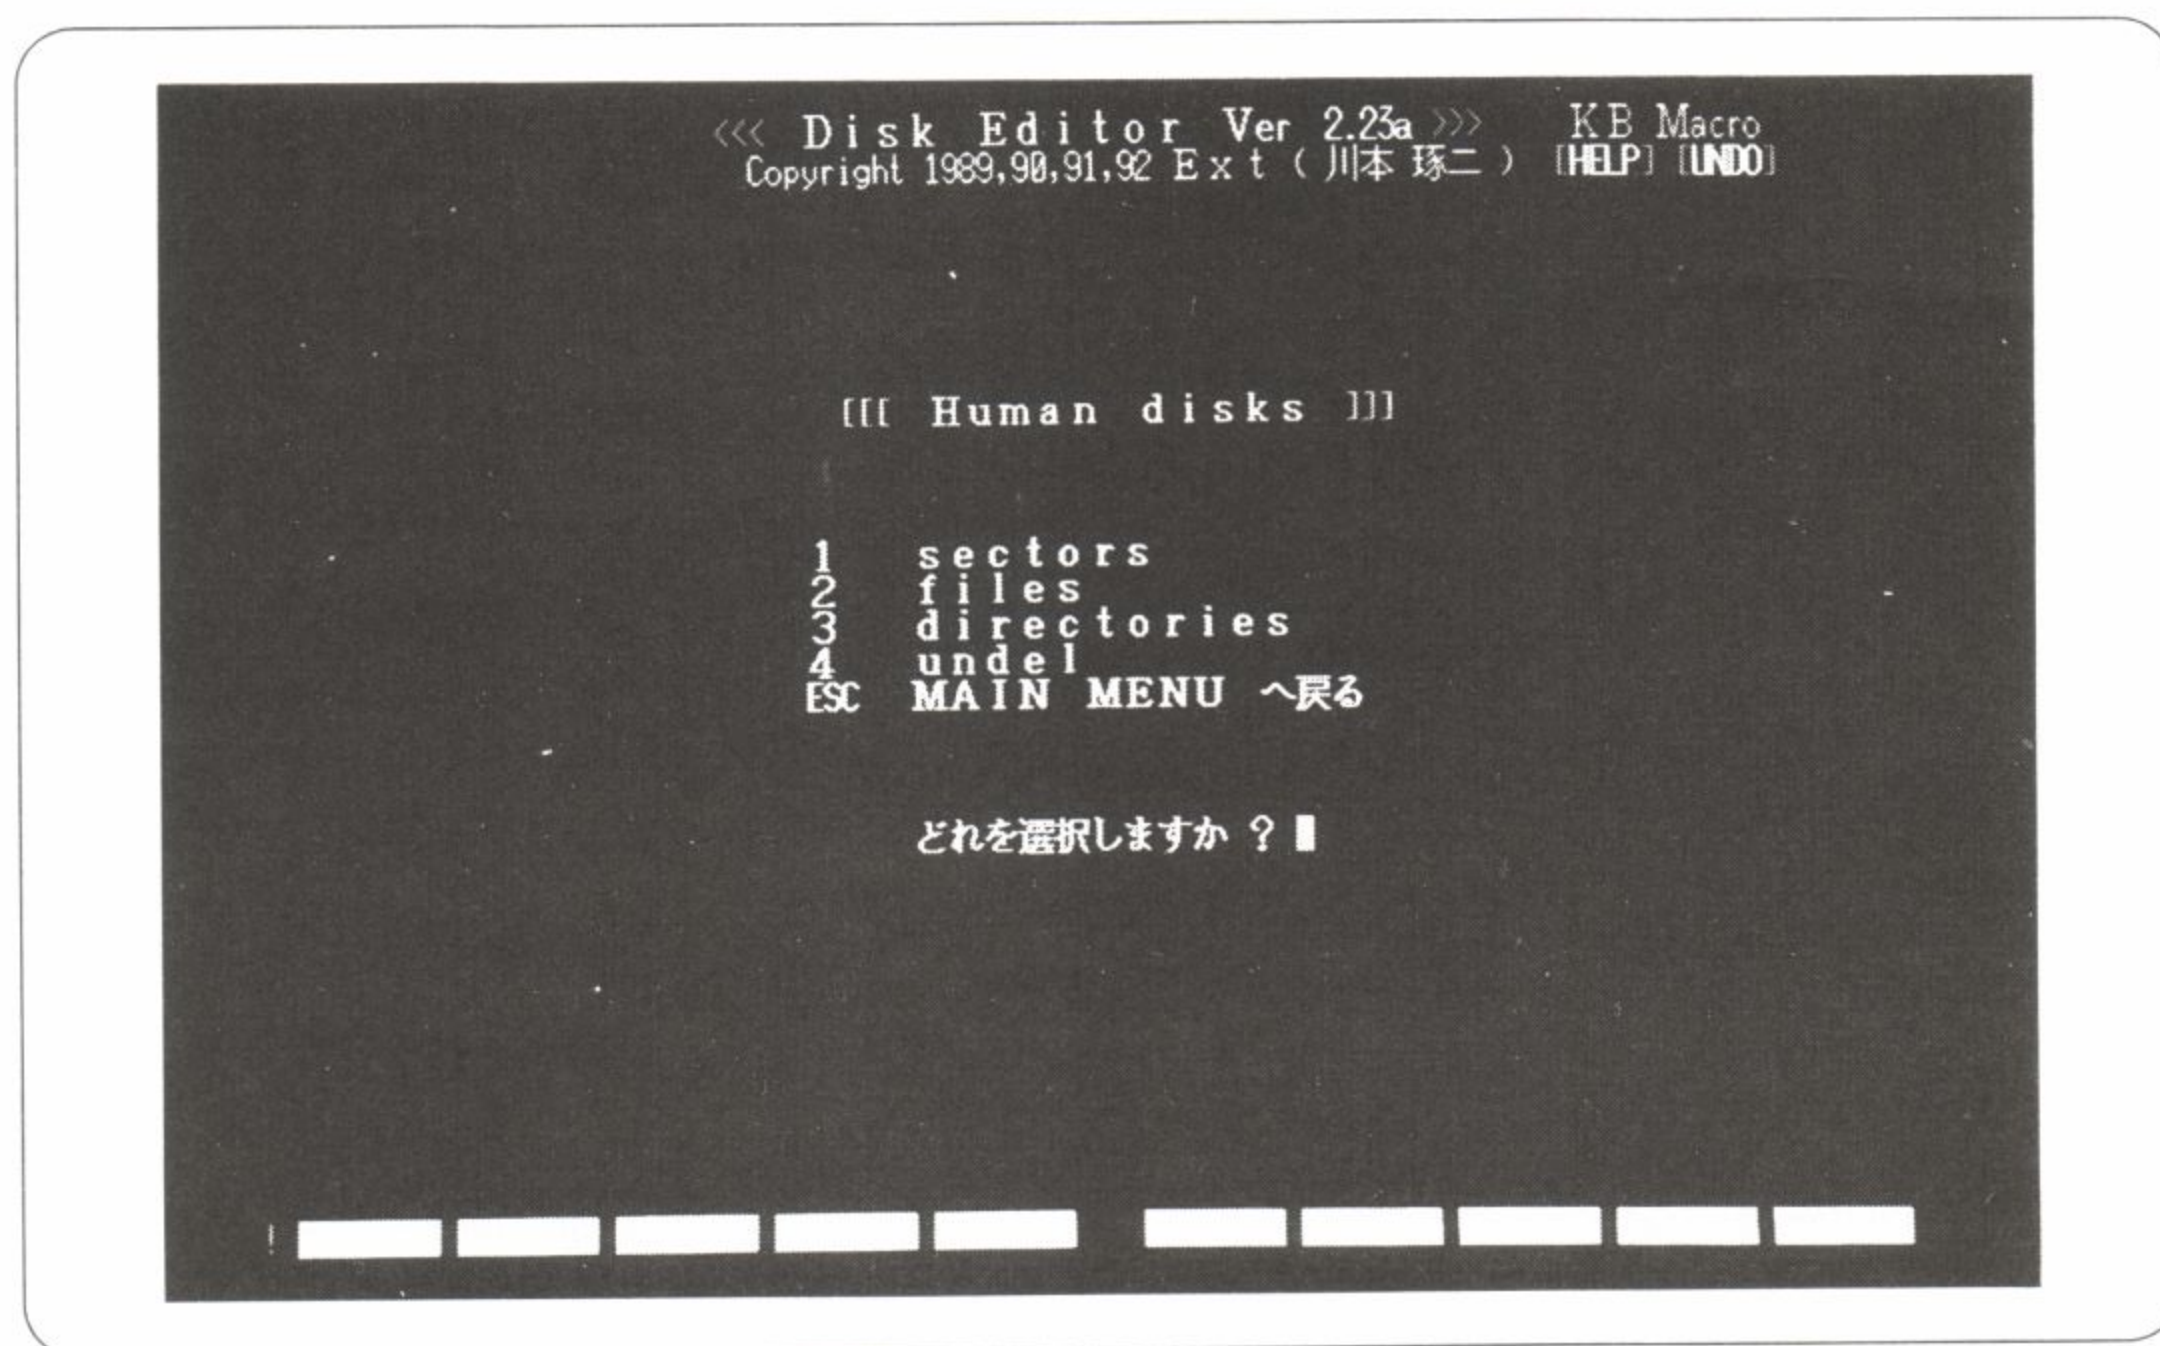 <<< Disk Editor Ver 2.23a >>> KB Macro
Copyright 1989,90,91,92 Ext ( 川本 琢二 ) [HELP] [UNDO]
[[[ Human disks ]]]
1 sectors
2 files
3 directories
4 undel
ESC MAIN MENU へ戻る
どれを選択しますか ?